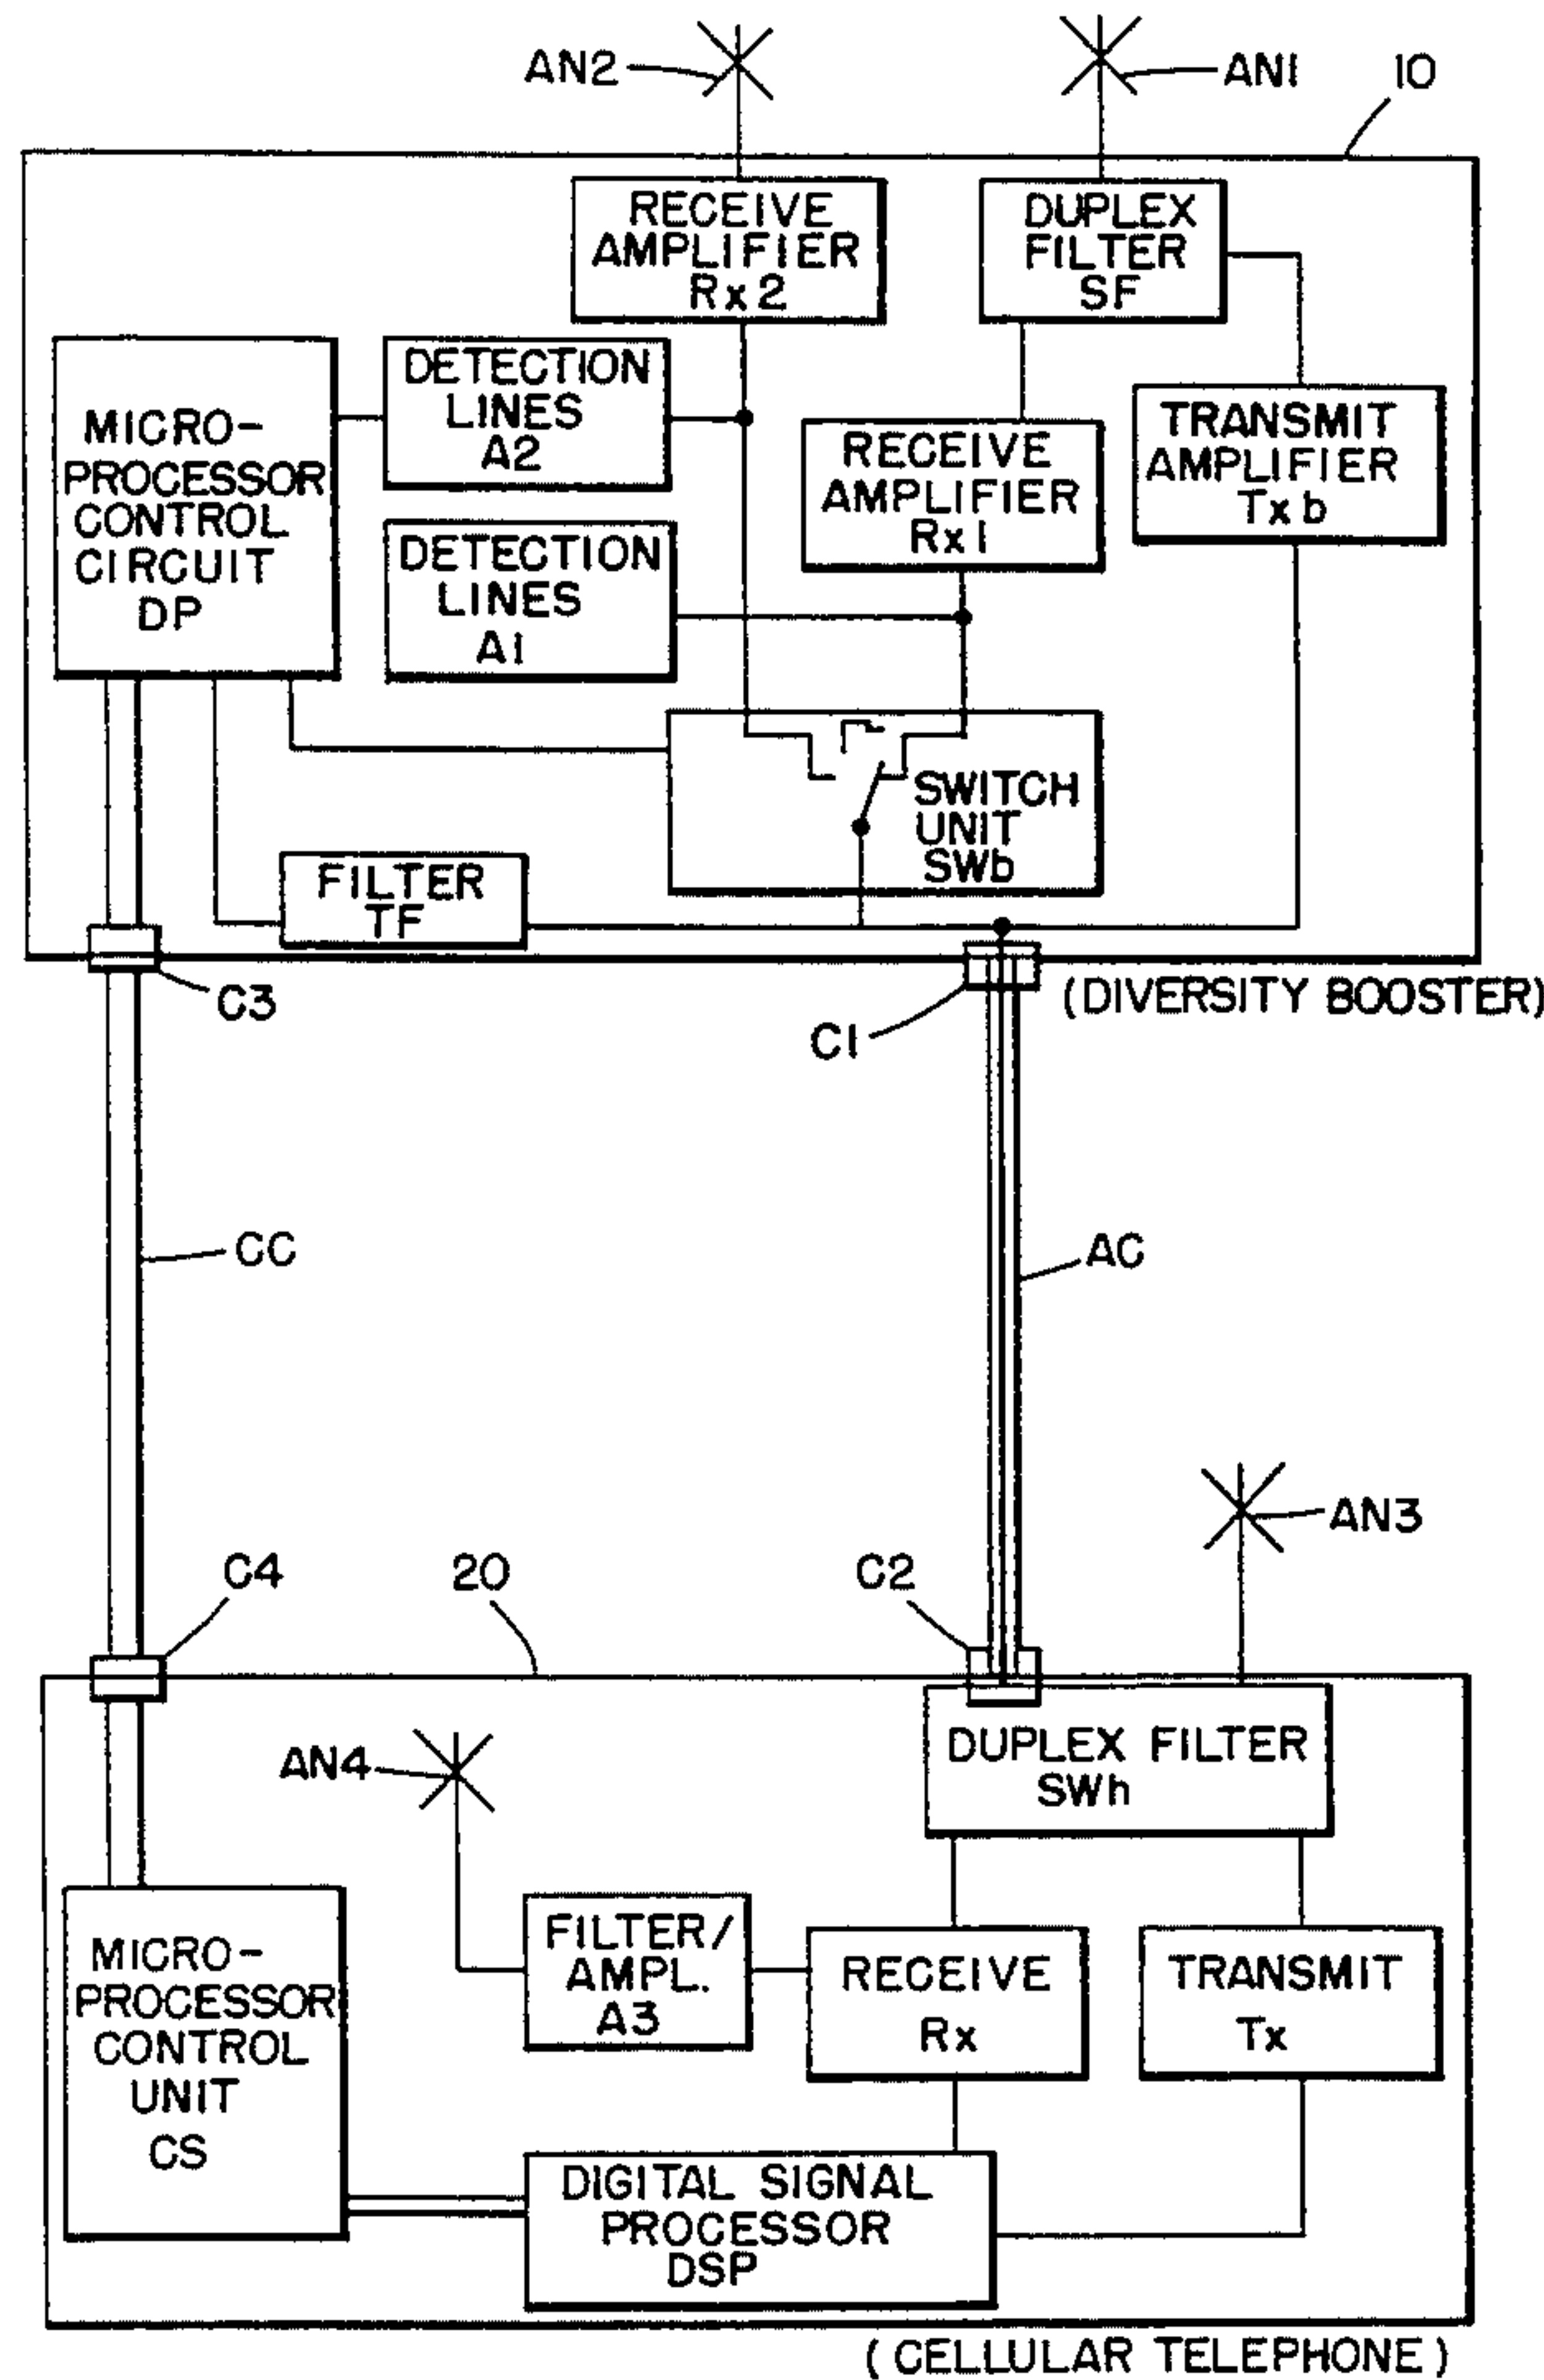 AN2
AN1
10
RECEIVE
AMPLIFIER
Rx2
DUPLEX
FILTER
SF
MICRO-
PROCESSOR
CONTROL
CIRCUIT
DP
DETECTION
LINES
A2
DETECTION
LINES
A1
RECEIVE
AMPLIFIER
Rx1
TRANSMIT
AMPLIFIER
Txb
SWITCH
UNIT
SWb
FILTER
TF
C3
C1
(DIVERSITY BOOSTER)
CC
AC
AN3
C4
20
C2
AN4
DUPLEX FILTER
SWh
MICRO-
PROCESSOR
CONTROL
UNIT
CS
FILTER/
AMPL.
A3
RECEIVE
Rx
TRANSMIT
Tx
DIGITAL SIGNAL
PROCESSOR
DSP
(CELLULAR TELEPHONE)